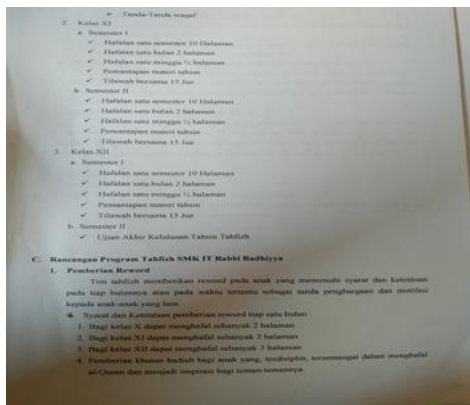 ✓ Tanda-Tanda waqaf
2. Kelas XI
a. Semester I
✓ Hafalan satu semester 10 Halaman
✓ Hafalan satu bulan 2 halaman
✓ Hafalan satu minggu ½ halaman
✓ Pemantapan materi tahsin
✓ Tilawah bersama 15 Juz
b. Semester II
✓ Hafalan satu semester 10 Halaman
✓ Hafalan satu bulan 2 halaman
✓ Hafalan satu minggu ½ halaman
✓ Pemantapan materi tahsin
✓ Tilawah bersama 15 Juz
3. Kelas XII
a. Semester I
✓ Hafalan satu semester 10 Halaman
✓ Hafalan satu bulan 2 halaman
✓ Hafalan satu minggu ½ halaman
✓ Pemantapan materi tahsin
✓ Tilawah bersama 15 Juz
b. Semester II
✓ Ujian Akhir Kelulusan Tahsin Tahfizh
C. Rancangan Program Tahfizh SMK IT Rabbi Radhiyya
1. Pemberian Reward
Tim tahfizh memberikan reward pada anak yang memenuhi syarat dan ketentuan
pada tiap bulannya atau pada waktu tertentu sebagai tanda penghargaan dan motifasi
kepada anak-anak yang lain.
Syarat dan Ketentuan pemberian reward tiap satu bulan :
1. Bagi kelas X dapat menghafal sebanyak 2 halaman
2. Bagi kelas XI dapat menghafal sebanyak 3 halaman
3. Bagi kelas XII dapat menghafal sebanyak 3 halaman
4. Pemberian khusus hadiah bagi anak yang, terdisiplin, tersemangat dalam menghafal
al-Quran dan menjadi inspirasi bagi teman-temannya.